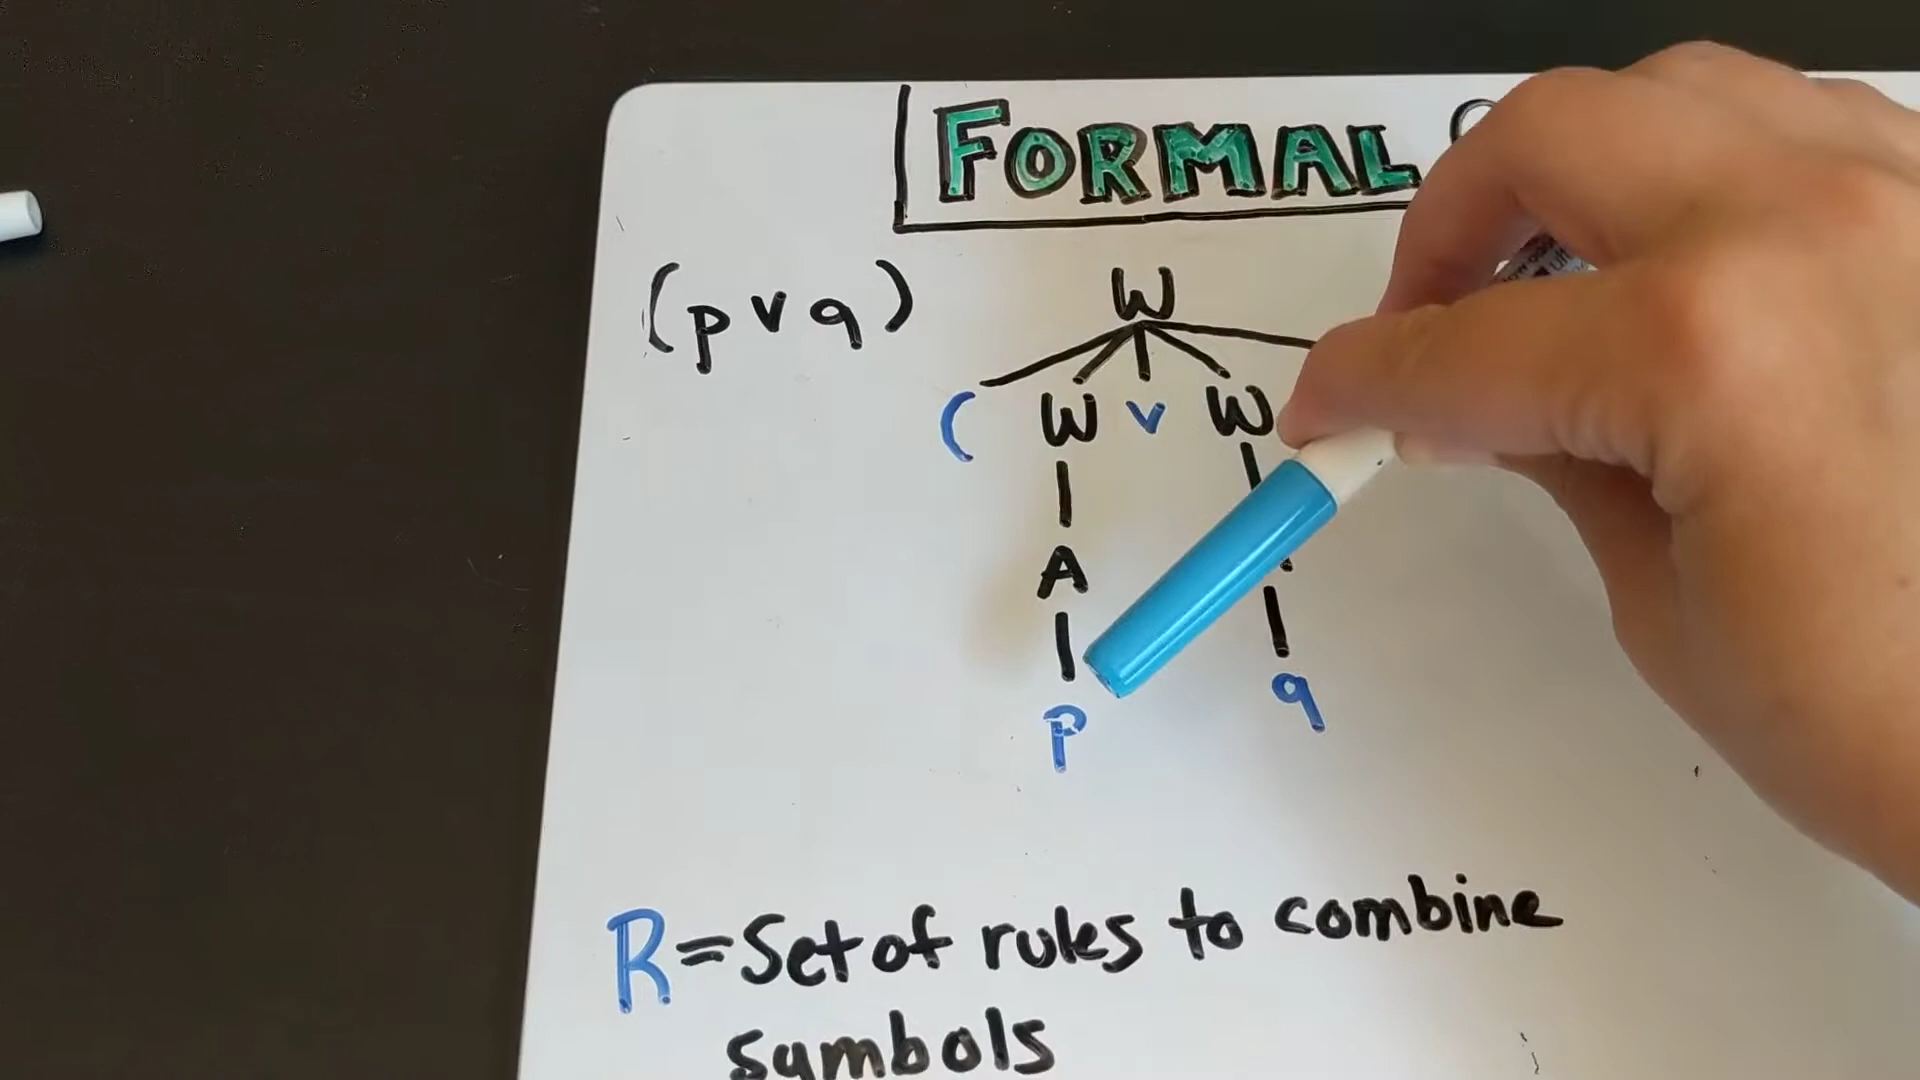 FORMAL
(p v q)
W
( W v W
A
P
q
R = Set of rules to combine
symbols